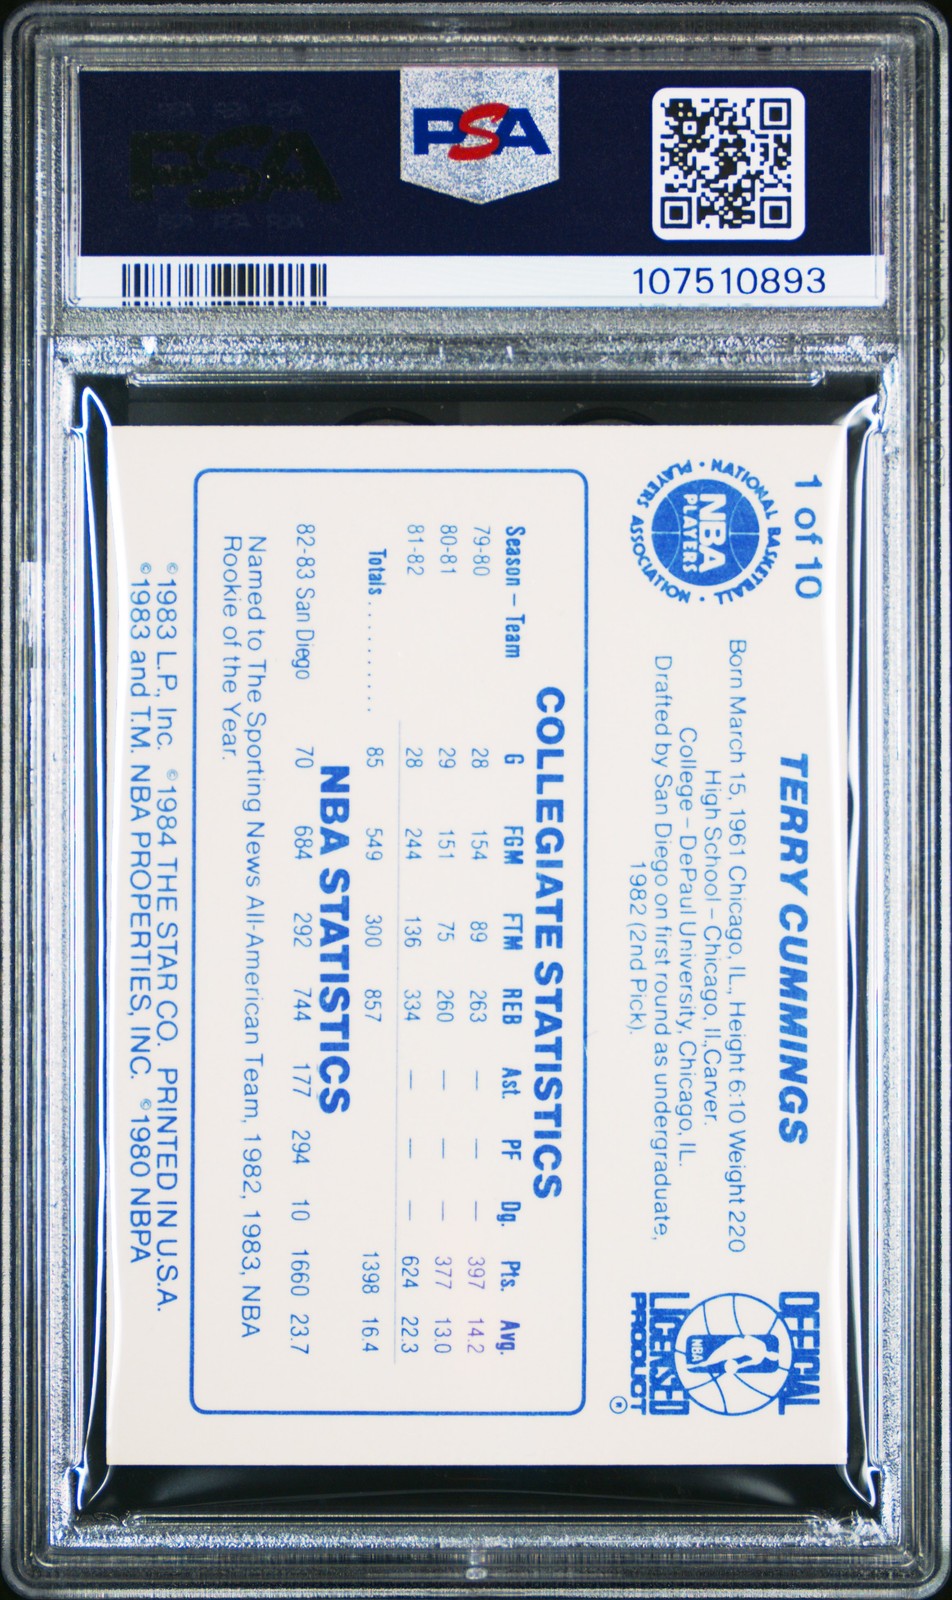 PSA
107510893
1 of 10
NATIONAL BASKETBALL PLAYERS ASSOCIATION
NBA
PLAYERS
TERRY CUMMINGS
Born March 15, 1961 Chicago, IL., Height 6:10 Weight 220
High School – Chicago, Il., Carver.
College – DePaul University, Chicago, IL.
Drafted by San Diego on first round as undergraduate,
1982 (2nd Pick).
OFFICIAL
NBA
LICENSED
PRODUCT
®
COLLEGIATE STATISTICS
Season – Team G FGM FTM REB Ast. PF Dq. Pts. Avg.
79-80 28 154 89 263 — — — 397 14.2
80-81 29 151 75 260 — — — 377 13.0
81-82 28 244 136 334 — — — 624 22.3
Totals .......... 85 549 300 857 1398 16.4
NBA STATISTICS
82-83 San Diego 70 684 292 744 177 294 10 1660 23.7
Named to The Sporting News All-American Team, 1982, 1983, NBA
Rookie of the Year.
©1983 L.P., Inc. ©1984 THE STAR CO. PRINTED IN U.S.A.
©1983 and T.M. NBA PROPERTIES, INC. ©1980 NBPA